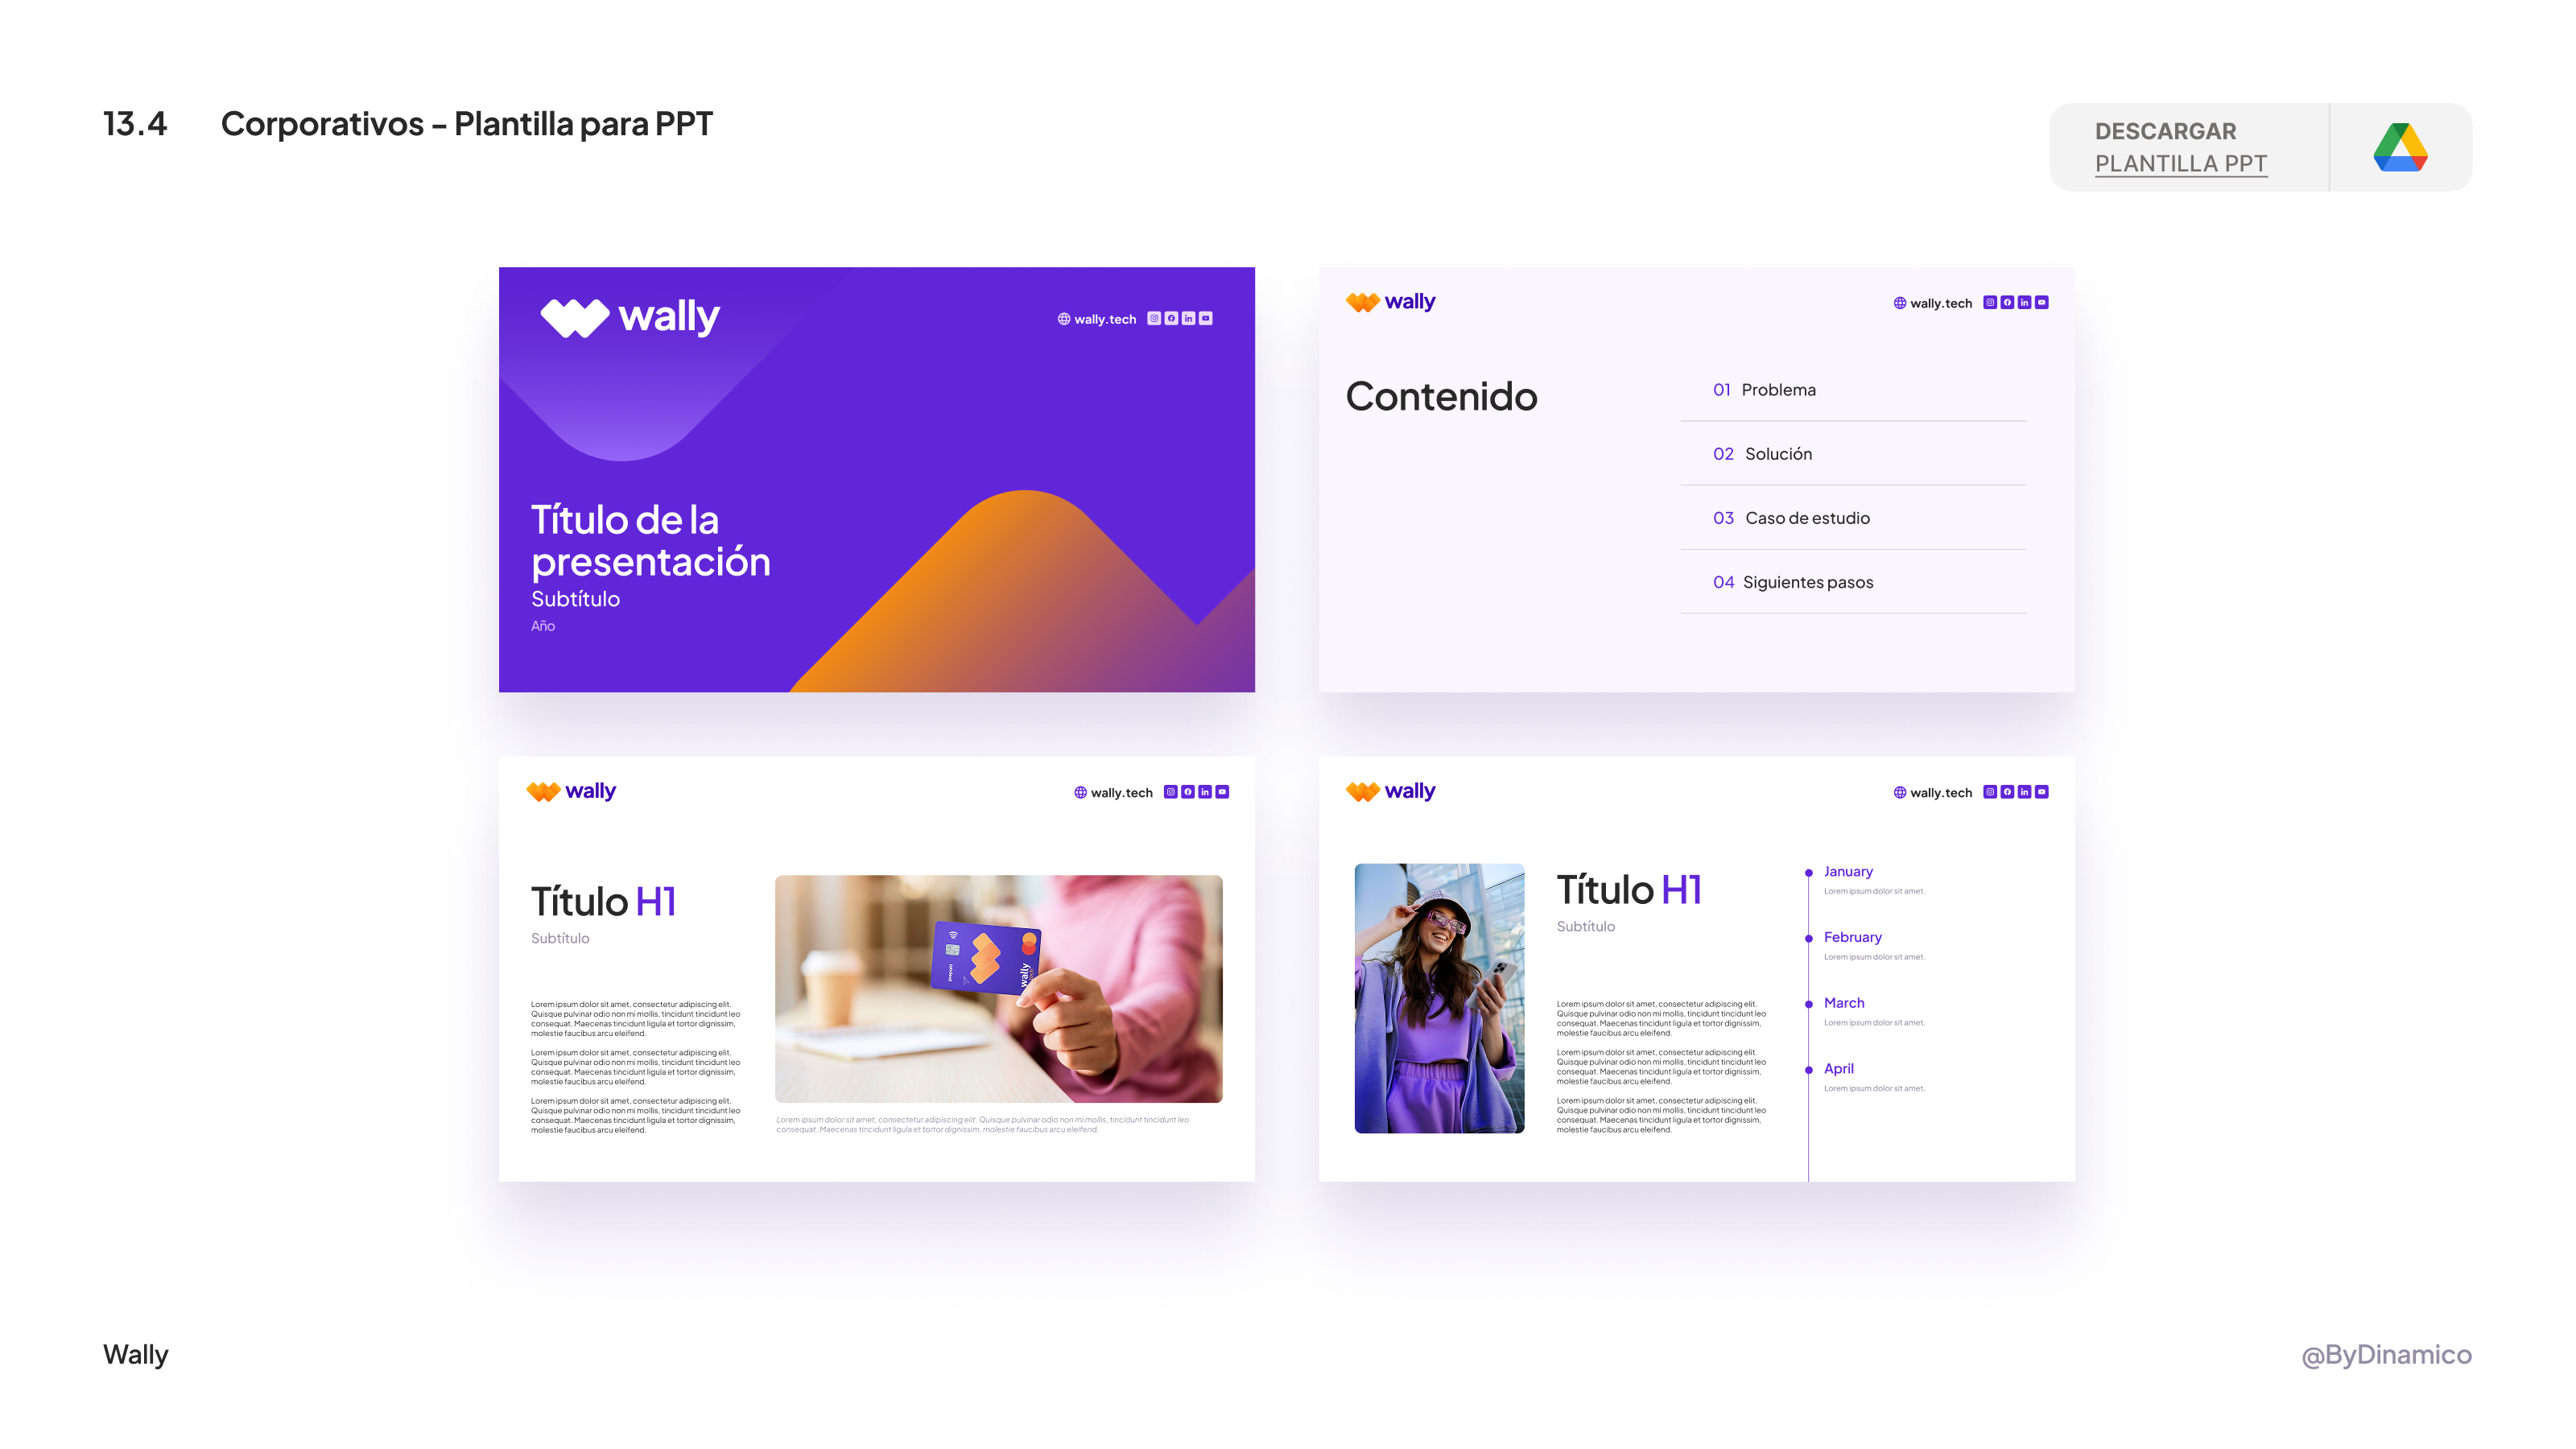 13.4 Corporativos – Plantilla para PPT
DESCARGAR
PLANTILLA PPT
wally
wally.tech
Título de la
presentación
Subtítulo
Año
wally
wally.tech
Contenido
01 Problema
02 Solución
03 Caso de estudio
04 Siguientes pasos
wally
wally.tech
Título H1
Subtítulo
Lorem ipsum dolor sit amet, consectetur adipiscing elit.
Quisque pulvinar odio non mi mollis, tincidunt tincidunt leo
consequat. Maecenas tincidunt ligula et tortor dignissim,
molestie faucibus arcu eleifend.
Lorem ipsum dolor sit amet, consectetur adipiscing elit.
Quisque pulvinar odio non mi mollis, tincidunt tincidunt leo
consequat. Maecenas tincidunt ligula et tortor dignissim,
molestie faucibus arcu eleifend.
Lorem ipsum dolor sit amet, consectetur adipiscing elit.
Quisque pulvinar odio non mi mollis, tincidunt tincidunt leo
consequat. Maecenas tincidunt ligula et tortor dignissim,
molestie faucibus arcu eleifend.
wally
Lorem ipsum dolor sit amet, consectetur adipiscing elit. Quisque pulvinar odio non mi mollis, tincidunt tincidunt leo
consequat. Maecenas tincidunt ligula et tortor dignissim, molestie faucibus arcu eleifend.
wally
wally.tech
Título H1
Subtítulo
Lorem ipsum dolor sit amet, consectetur adipiscing elit.
Quisque pulvinar odio non mi mollis, tincidunt tincidunt leo
consequat. Maecenas tincidunt ligula et tortor dignissim,
molestie faucibus arcu eleifend.
Lorem ipsum dolor sit amet, consectetur adipiscing elit.
Quisque pulvinar odio non mi mollis, tincidunt tincidunt leo
consequat. Maecenas tincidunt ligula et tortor dignissim,
molestie faucibus arcu eleifend.
Lorem ipsum dolor sit amet, consectetur adipiscing elit.
Quisque pulvinar odio non mi mollis, tincidunt tincidunt leo
consequat. Maecenas tincidunt ligula et tortor dignissim,
molestie faucibus arcu eleifend.
January
Lorem ipsum dolor sit amet.
February
Lorem ipsum dolor sit amet.
March
Lorem ipsum dolor sit amet.
April
Lorem ipsum dolor sit amet.
Wally
@ByDinamico